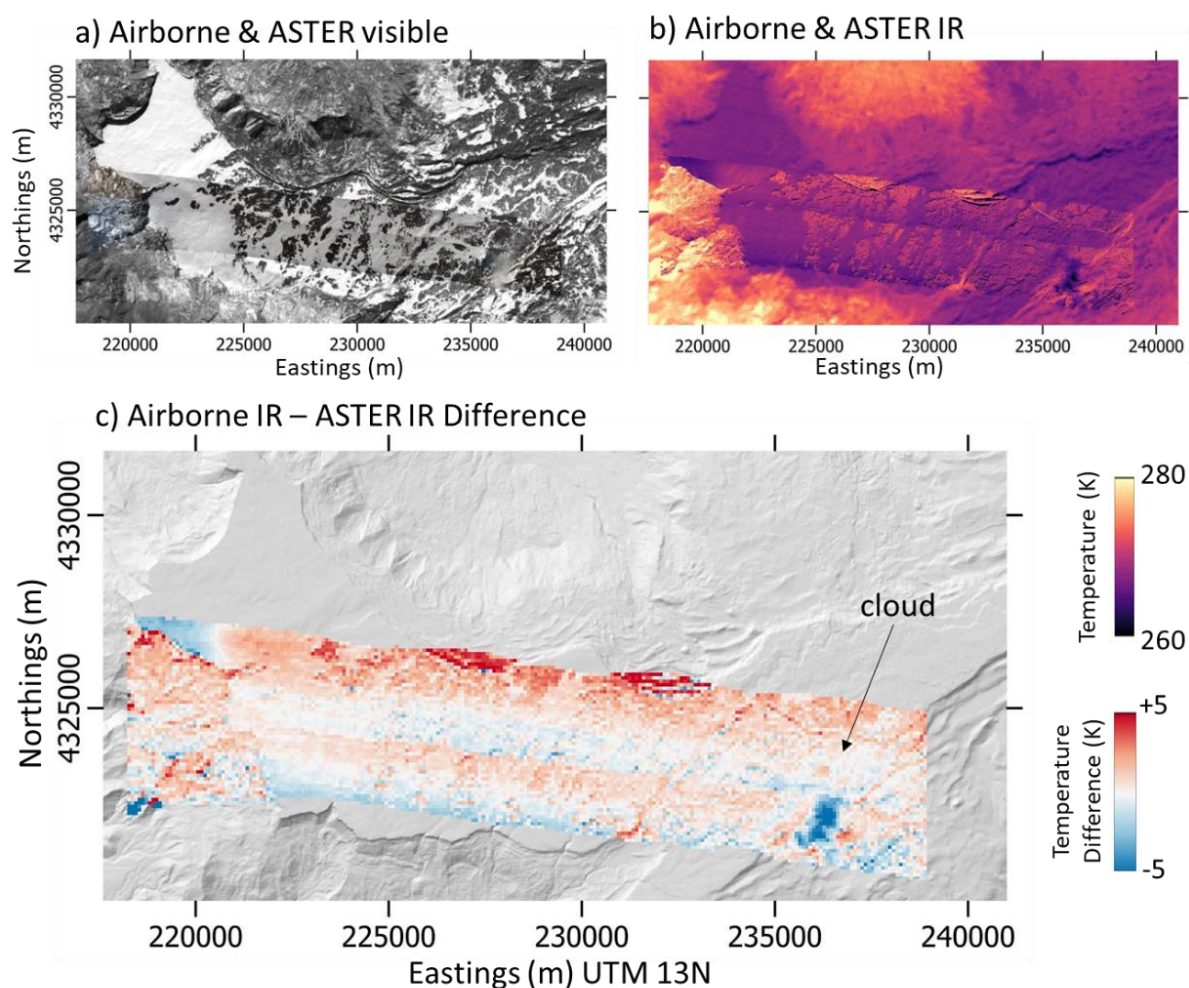 a) Airborne & ASTER visible
Northings (m)
4330000
4325000
220000 225000 230000 235000 240000
Eastings (m)
b) Airborne & ASTER IR
220000 225000 230000 235000 240000
Eastings (m)
c) Airborne IR – ASTER IR Difference
Northings (m)
4330000
4325000
cloud
220000 225000 230000 235000 240000
Eastings (m) UTM 13N
Temperature (K)
280
260
Temperature
Difference (K)
+5
-5